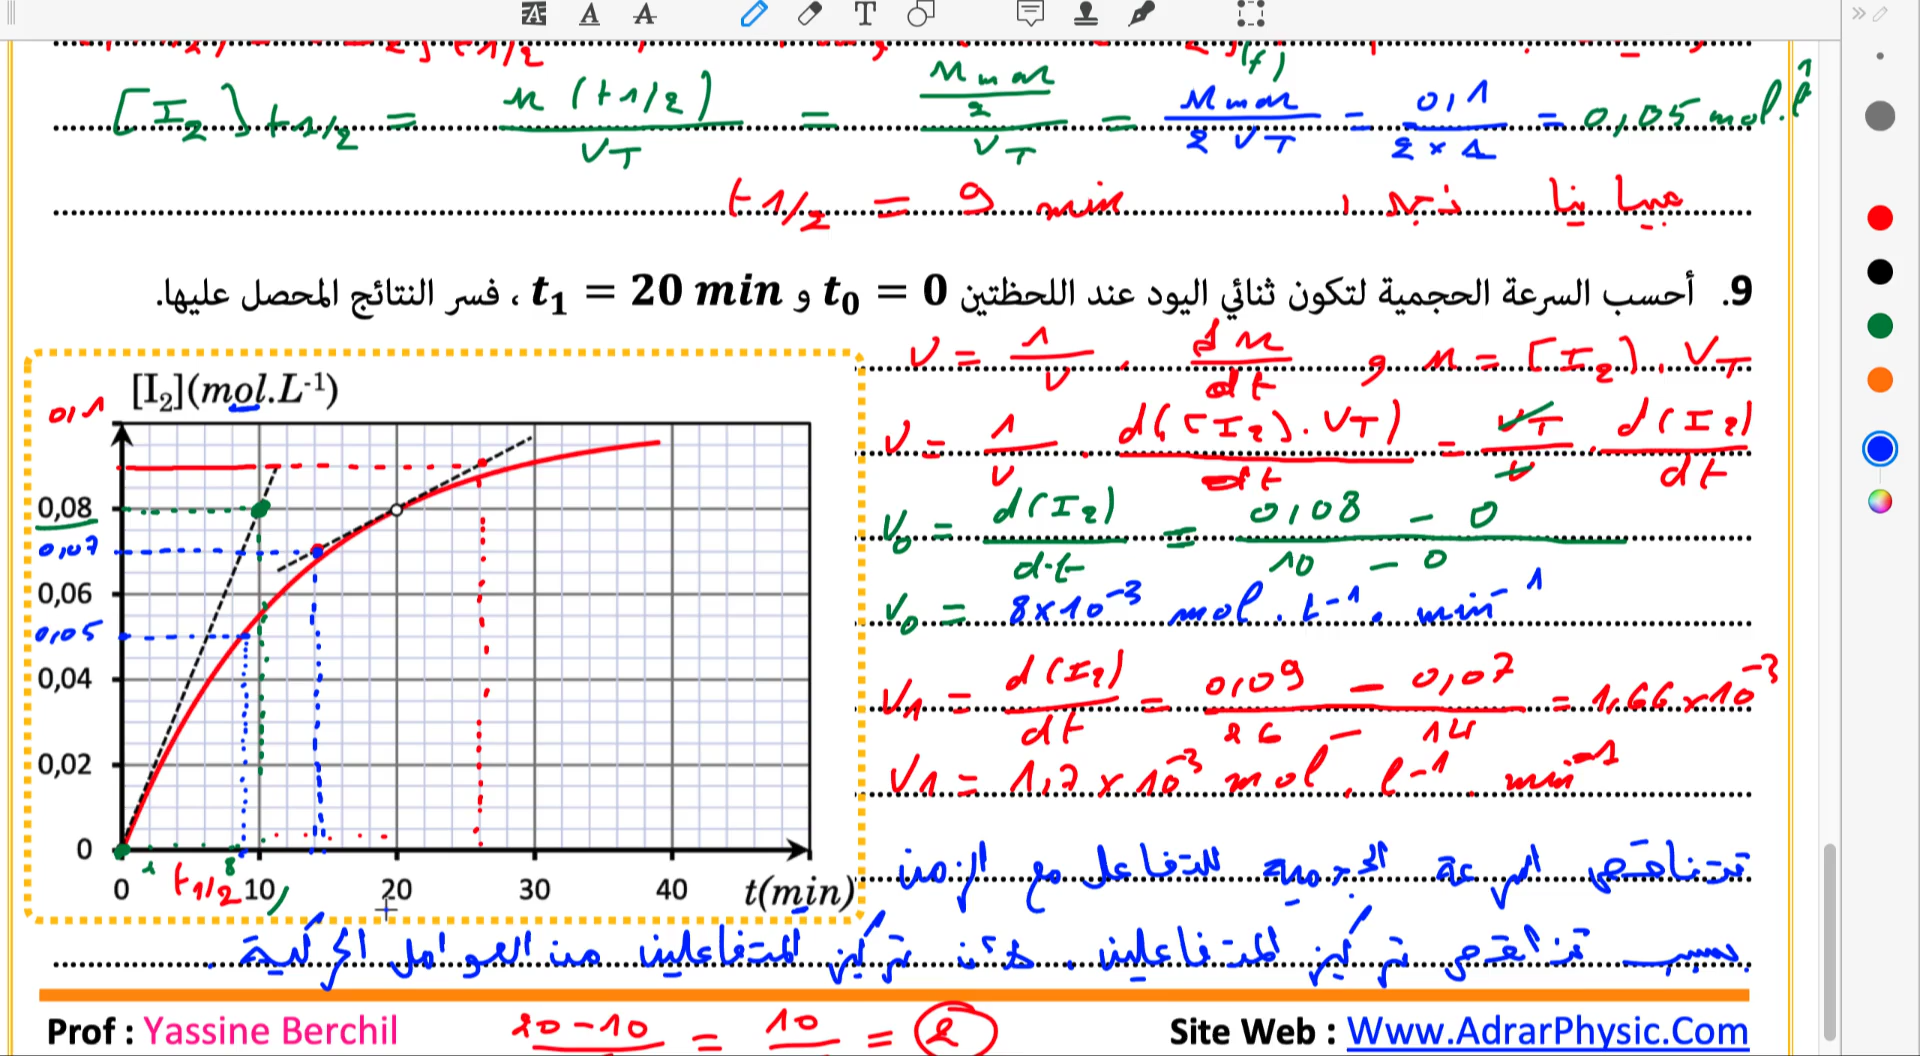 [I₂]t1/2 = n(t1/2) / VT = (nmax / 2) / VT = nmax / 2 VT = 0,1 / 2×1 = 0,05 mol.l⁻¹
مبيانيا نجد , t1/2 = 9 min
9. أحسب السرعة الحجمية لتكون ثنائي اليود عند اللحظتين t₀ = 0 و t₁ = 20 min ، فسر النتائج المحصل عليها.
V = 1/V . dn/dt و n = [I₂] . VT
V = 1/V . d([I₂].VT)/dt = VT/V . d[I₂]/dt
V₀ = d[I₂]/dt = 0,08 - 0 / 10 - 0
V₀ = 8×10⁻³ mol . L⁻¹ . min⁻¹
V1 = d[I₂]/dt = 0,09 - 0,07 / 26 - 14 = 1,66×10⁻³
V1 = 1,7×10⁻³ mol . l⁻¹ . min⁻¹
تتناقص السرعة الحجمية للتفاعل مع الزمن
بسبب تناقص تركيز المتفاعلين. تركيز المتفاعلين من العوامل الحركية.
[I₂](mol.L⁻¹)
0,1
0,08
0,07
0,06
0,05
0,04
0,02
0
0 t1/2 10 20 30 40 t(min)
8
Prof : Yassine Berchil
20-10 = 10 = 2
Site Web : Www.AdrarPhysic.Com